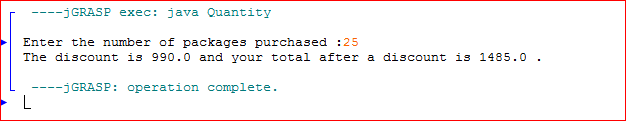 ----jGRASP exec: java Quantity
Enter the number of packages purchased :25
The discount is 990.0 and your total after a discount is 1485.0 .
----jGRASP: operation complete.